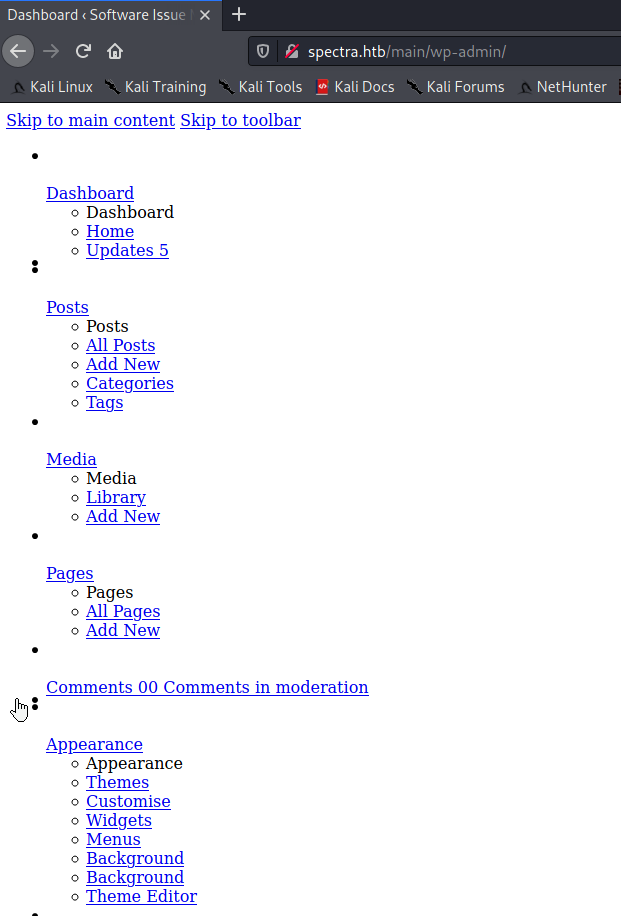 Dashboard ‹ Software Issue
spectra.htb/main/wp-admin/
Kali Linux Kali Training Kali Tools Kali Docs Kali Forums NetHunter
Skip to main content Skip to toolbar
Dashboard
Dashboard
Home
Updates 5
Posts
Posts
All Posts
Add New
Categories
Tags
Media
Media
Library
Add New
Pages
Pages
All Pages
Add New
Comments 00 Comments in moderation
Appearance
Appearance
Themes
Customise
Widgets
Menus
Background
Background
Theme Editor